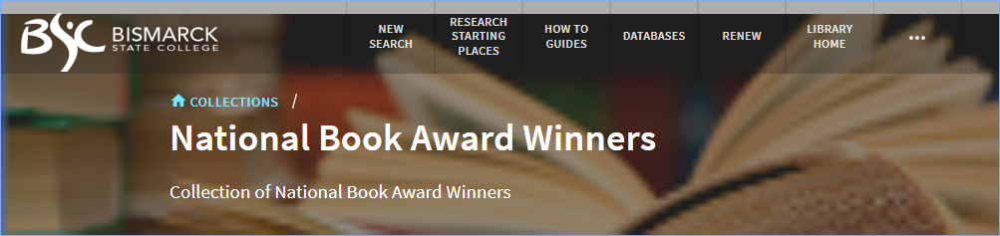 BSC BISMARCK
STATE COLLEGE
NEW
SEARCH
RESEARCH
STARTING
PLACES
HOW TO
GUIDES
DATABASES
RENEW
LIBRARY
HOME
...
COLLECTIONS /
National Book Award Winners
Collection of National Book Award Winners